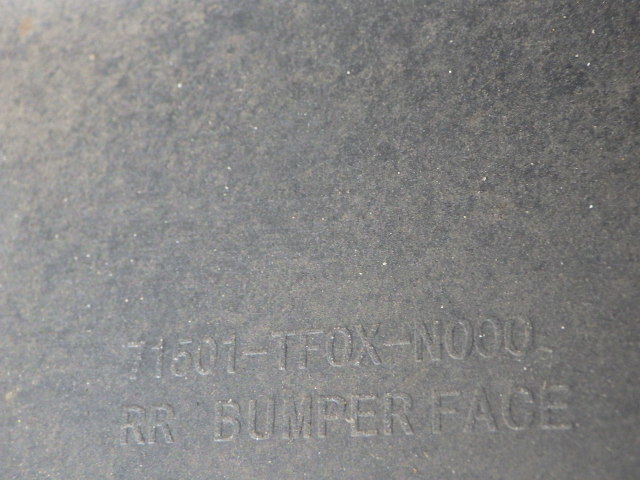 71501-TF0X-N000
RR BUMPER FACE